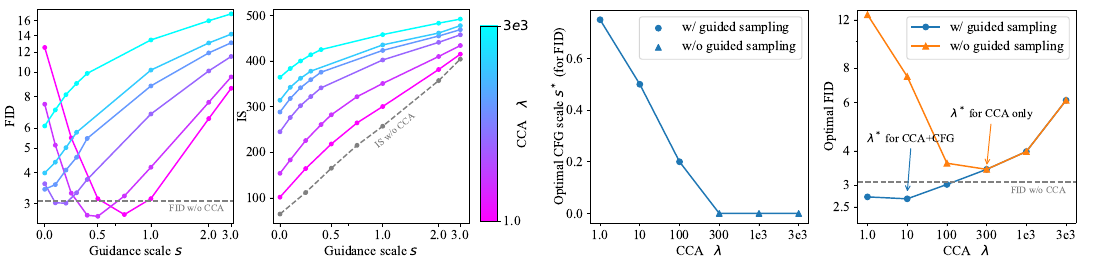 FID
16
14
12
10
8
6
5
4
3
FID w/o CCA
0.0
0.5
1.0
2.0
3.0
Guidance scale s
IS
500
400
300
200
100
IS w/o CCA
0.0
0.5
1.0
2.0
3.0
Guidance scale s
3e3
CCA λ
1.0
Optimal CFG scale s* (for FID)
0.6
0.4
0.2
0.0
w/ guided sampling
w/o guided sampling
1.0
10
100
300
1e3
3e3
CCA λ
Optimal FID
12
8
6
4
3
2.5
w/ guided sampling
w/o guided sampling
λ* for CCA only
λ* for CCA+CFG
FID w/o CCA
1.0
10
100
300
1e3
3e3
CCA λ